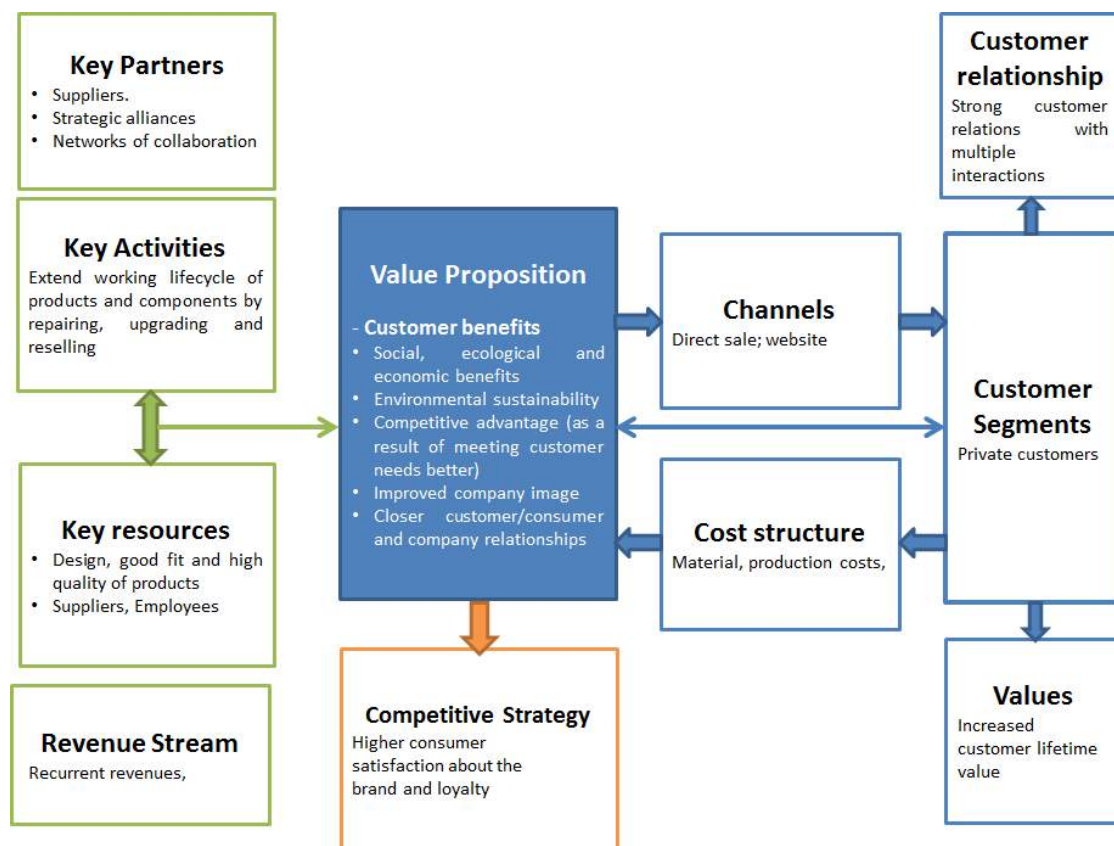 Key Partners
• Suppliers.
• Strategic alliances
• Networks of collaboration
Key Activities
Extend working lifecycle of
products and components by
repairing, upgrading and
reselling
Key resources
• Design, good fit and high
quality of products
• Suppliers, Employees
Revenue Stream
Recurrent revenues,
Value Proposition
- Customer benefits
• Social, ecological and
economic benefits
• Environmental sustainability
• Competitive advantage (as a
result of meeting customer
needs better)
• Improved company image
• Closer customer/consumer
and company relationships
Competitive Strategy
Higher consumer
satisfaction about the
brand and loyalty
Channels
Direct sale; website
Cost structure
Material, production costs,
Customer
relationship
Strong customer
relations with
multiple
interactions
Customer
Segments
Private customers
Values
Increased
customer lifetime
value